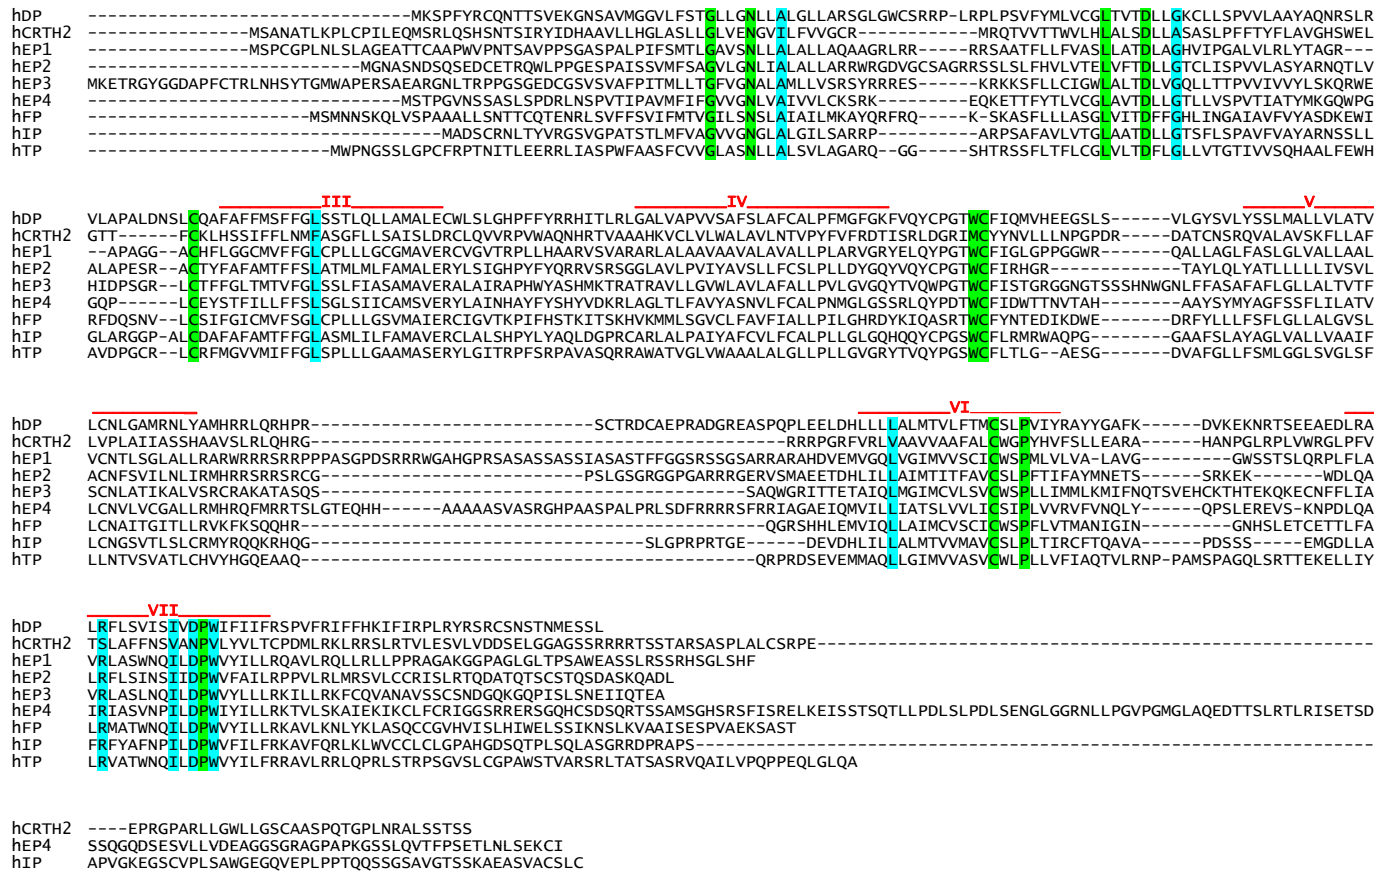 hDP --------------------------------MKSPFYRCQNTTSVEKGNSAVMGGVLFSTGLLGNLLALGLLARSGLGWCSRRP-LRPLPSVFYMLVCGLTVTDLLGKCLLSPVVLAAYAQNRSLR
hCRTH2 ----------------MSANATLKPLCPILEQMSRLQSHSNTSIRYIDHAAVLLHGLASLLGLVENGVILFVVGCR------------MRQTVVTTWVLHLALSDLLASASLPFFTYFLAVGHSWEL
hEP1 ----------------MSPCGPLNLSLAGEATTCAAPWVPNTSAVPPSGASPALPIFSMTLGAVSNLLALALLAQAAGRLRR------RRSAATFLLFVASLLATDLAGHVIPGALVLRLYTAGR---
hEP2 ---------------------------MGNASNDSQSEDCETRQWLPPGESPAISSVMFSAGVLGNLIALALLARRWRGDVGCSAGRRSSLSLFHVLVTELVFTDLLGTCLISPVVLASYARNQTLV
hEP3 MKETRGYGGDAPFCTRLNHSYTGMWAPERSAEARGNLTRPPGSGEDCGSVSVAFPITMLLTGFVGNALAMLLVSRSYRRRES------KRKKSFLLCIGWLALTDLVGQLLTTPVVIVVYLSKQRWE
hEP4 -------------------------------MSTPGVNSSASLSPDRLNSPVTIPAVMFIFGVVGNLVAIVVLCKSRK---------EQKETTFYTLVCGLAVTDLLGTLLVSPVTIATYMKGQWPG
hFP ----------------------MSMNNSKQLVSPAAALLSNTTCQTENRLSVFFSVIFMTVGILSNSLAIAILMKAYQRFRQ------K-SKASFLLLASGLVITDFFGHLINGAIAVFVYASDKEWI
hIP -----------------------------------MADSCRNLTYVRGSVGPATSTLMFVAGVVGNGLALGILSARRP---------ARPSAFAVLVTGLAATDLLGTSFLSPAVFVAYARNSSLL
hTP ------------------------MWPNGSSLGPCFRPTNITLEERRLIASPWFAASFCVVGLASNLLALSVLAGARQ--GG-----SHTRSSFLTFLCGLVLTDFLGLLVTGTIVVSQHAALFEWH
III IV V
hDP VLAPALDNSLCQAFAFFMSFFGLSSTLQLLAMALECWLSLGHPFFYRRHITLRLGALVAPVVSAFSLAFCALPFMGFGKFVQYCPGTWCFIQMVHEEGSLS------VLGYSVLYSSLMALLVLATV
hCRTH2 GTT------FCKLHSSIFFLNMFASGFLLSAISLDRCLQVVRPVWAQNHRTVAAAHKVCLVLWALAVLNTVPYFVFRDTISRLDGRIMCYYNVLLLNPGPDR------DATCNSRQVALAVSKFLLAF
hEP1 --APAGG--ACHFLGGCMVFFGLCPLLLGCGMAVERCVGVTRPLLHAARVSVARARLALAAVAAVALAVALLPLARVGRYELQYPGTWCFIGLGPPGGWR-------QALLAGLFASLGLVALLAAL
hEP2 ALAPESR--ACTYFAFAMTFFSLATMLMLFAMALERYLSIGHPYFYQRRVSRSGGLAVLPVIYAVSLLFCSLPLLDYGQYVQYCPGTWCFIRHGR-----------TAYLQLYATLLLLLIVSVL
hEP3 HIDPSGR--LCTFFGLTMTVFGLSSLFIASAMAVERALAIRAPHWYASHMKTRATRAVLLGVWLAVLAFALLPVLGVGQYTVQWPGTWCFISTGRGGNGTSSSHNWGNLFFASAFAFLGLLALTVTF
hEP4 GQP------LCEYSTFILLFFSLSGLSIICAMSVERYLAINHAYFYSHYVDKRLAGLTLFAVYASNVLFCALPNMGLGSSRLQYPDTWCFIDWTTNVTAH-------AAYSYMYAGFSSFLILATV
hFP RFDQSNV--LCSIFGICMVFSGLCPLLLGSVMAIERCIGVTKPIFHSTKITSKHVKMMLSGVCLFAVFIALLPILGHRDYKIQASRTWCFYNTEDIKDWE-------DRFYLLLFSFLGLLALGVSL
hIP GLARGGP-ALCDAFAFAMTFFGLASMLILFAMAVERCLALSHPYLYAQLDGPRCARLALPAIYAFCVLFCALPLLGLGQHQQYCPGSWCFLRMRWAQPG-------GAAFSLAYAGLVALLVAAIF
hTP AVDPGCR--LCRFMGVVMIFFGLSPLLLGAAMASERYLGITRPFSRPAVASQRRAWATVGLVWAAALALGLLPLLGVGRYTVQYPGSWCFLTLG--AESG-------DVAFGLLFSMLGGLSVGLSF
VI
hDP LCNLGAMRNLYAMHRRLQRHPR----------------------------SCTRDCAEPRADGREASPQPLEELDHLLLLALMTVLFTMCSLPVIYRAYYGAFK------DVKEKNRTSEEAEDLRA
hCRTH2 LVPLAIIASSHAAVSLRLQHRG-----------------------------------------------RRRPGRFVRLVAAVVAAFALCWGPYHVFSLLEARA------HANPGLRPLVWRGLPFV
hEP1 VCNTLSGLALLRARWRRRSRRPPPASGPDSRRRWGAHGPRSASASSASSIASASTFFGGSRSSGSARRARAHDVEMVGQLVGIMVVSCICWSPMLVLVA-LAVG---------GWSSTSLQRPLFLA
hEP2 ACNFSVILNLIRMHRRSRRSRCG--------------------------PSLGSGRGGPGARRRGERVSMAEETDHLILLAIMTITFAVCSLPFTIFAYMNETS------SRKEK------WDLQA
hEP3 SCNLATIKALVSRCRAKATASQS------------------------------------------SAQWGRITTETAIQLMGIMCVLSVCWSPLLIMMLKMIFNQTSVEHCKTHTEKQKECNFFLIA
hEP4 LCNVLVCGALLRMHRQFMRRTSLGTEQHH------AAAAASVASRGHPAASPALPRLSDFRRRRSFRRIAGAEIQMVILLIATSLVVLICSIPLVVRVFVNQLY------QPSLEREVS-KNPDLQA
hFP LCNAITGITLLRVKFKSQQHR----------------------------------------------QGRSHHLEMVIQLLAIMCVSCICWSPFLVTMANIGIN---------GNHSLETCETTLFA
hIP LCNGSVTLSLCRMYRQQKRHQG---------------------------------SLGPRPRTGE------DEVDHLILLALMTVVMAVCSLPLTIRCFTQAVA------PDSSS-----EMGDLLA
hTP LLNTVSVATLCHVYHGQEAAQ---------------------------------------------QRPRDSEVEMMAQLLGIMVVASVCWLPLLVFIAQTVLRNP-PAMSPAGQLSRTTEKELLIY
VII
hDP LRFLSVISIVDPWIFIIFRSPVFRIFFHKIFIRPLRYRSRCSNSTNMESSL
hCRTH2 TSLAFFNSVANPVLYVLTCPDMLRKLRRSLRTVLESVLVDDSELGGAGSSRRRRTSSTARSASPLALCSRPE-------------------------------------------------------
hEP1 VRLASWNQILDPWVYILLRQAVLRQLLRLLPPRAGAKGGPAGLGLTPSAWEASSLRSSRHSGLSHF
hEP2 LRFLSINSIIDPWVFAILRPPVLRLMRSVLCCRISLRTQDATQTSCSTQSDASKQADL
hEP3 VRLASLNQILDPWVYLLLRKILLRKFCQVANAVSSCSNDGQKGQPISLSNEIIQTEA
hEP4 IRIASVNPILDPWIYILLRKTVLSKAIEKIKCLFCRIGGSRRERSGQHCSDSQRTSSAMSGHSRSFISRELKEISSTSQTLLPDLSLPDLSENGLGGRNLLPGVPGMGLAQEDTTSLRTLRISETSD
hFP LRMATWNQILDPWVYILLRKAVLKNLYKLASQCCGVHVISLHIWELSSIKNSLKVAAISESPVAEKSAST
hIP FRFYAFNPILDPWVFILFRKAVFQRLKLWVCCLCLGPAHGDSQTPLSQLASGRRDPRAPS-------------------------------------------------------------------
hTP LRVATWNQILDPWVYILFRRAVLRRLQPRLSTRPSGVSLCGPAWSTVARSRLTATSASRVQAILVPQPPEQLGLQA
hCRTH2 ----EPRGPARLLGWLLGSCAASPQTGPLNRALSSTSS
hEP4 SSQGQDSESVLLVDEAGGSGRAGPAPKGSSLQVTFPSETLNLSEKCI
hIP APVGKEGSCVPLSAWGEGQVEPLPPTQQSSGSAVGTSSKAEASVACSLC